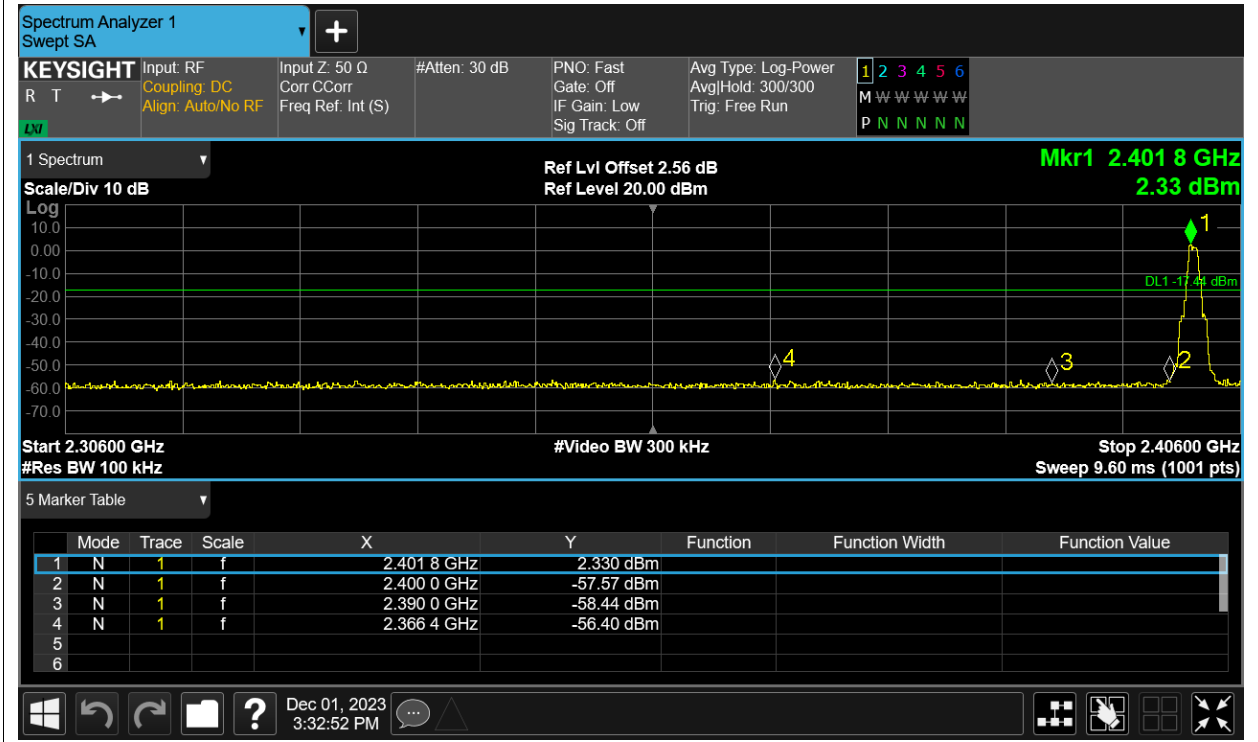 Spectrum Analyzer 1
Swept SA
KEYSIGHT
R T
LXI
Input: RF
Coupling: DC
Align: Auto/No RF
Input Z: 50 Ω
Corr CCorr
Freq Ref: Int (S)
#Atten: 30 dB
PNO: Fast
Gate: Off
IF Gain: Low
Sig Track: Off
Avg Type: Log-Power
Avg|Hold: 300/300
Trig: Free Run
1 2 3 4 5 6
M W W W W W
P N N N N N
1 Spectrum
Scale/Div 10 dB
Ref Lvl Offset 2.56 dB
Ref Level 20.00 dBm
Mkr1 2.401 8 GHz
2.33 dBm
Log
10.0
0.00
-10.0
-20.0
-30.0
-40.0
-50.0
-60.0
-70.0
1
DL1 -17.44 dBm
4
3
2
Start 2.30600 GHz
#Res BW 100 kHz
#Video BW 300 kHz
Stop 2.40600 GHz
Sweep 9.60 ms (1001 pts)
5 Marker Table
Mode Trace Scale X Y Function Function Width Function Value
1 N 1 f 2.401 8 GHz 2.330 dBm
2 N 1 f 2.400 0 GHz -57.57 dBm
3 N 1 f 2.390 0 GHz -58.44 dBm
4 N 1 f 2.366 4 GHz -56.40 dBm
5
6
?
Dec 01, 2023
3:32:52 PM